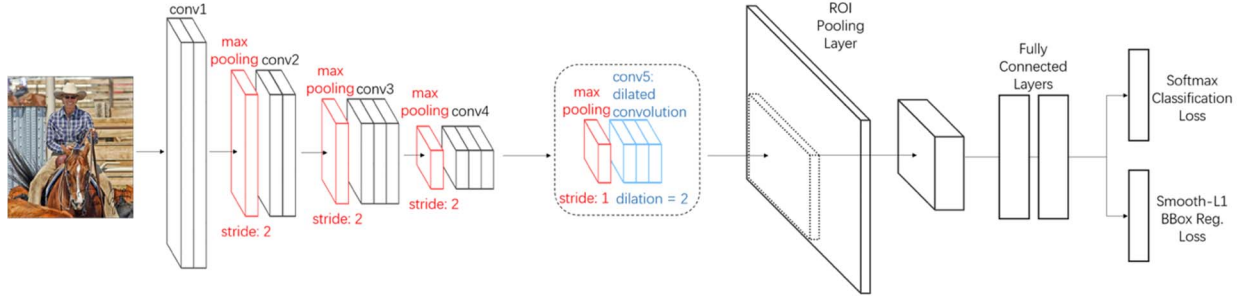 conv1
max
pooling
conv2
stride: 2
max
pooling
conv3
stride: 2
max
pooling
conv4
stride: 2
max
pooling
conv5:
dilated
convolution
stride: 1
dilation = 2
ROI
Pooling
Layer
Fully
Connected
Layers
Softmax
Classification
Loss
Smooth-L1
BBox Reg.
Loss